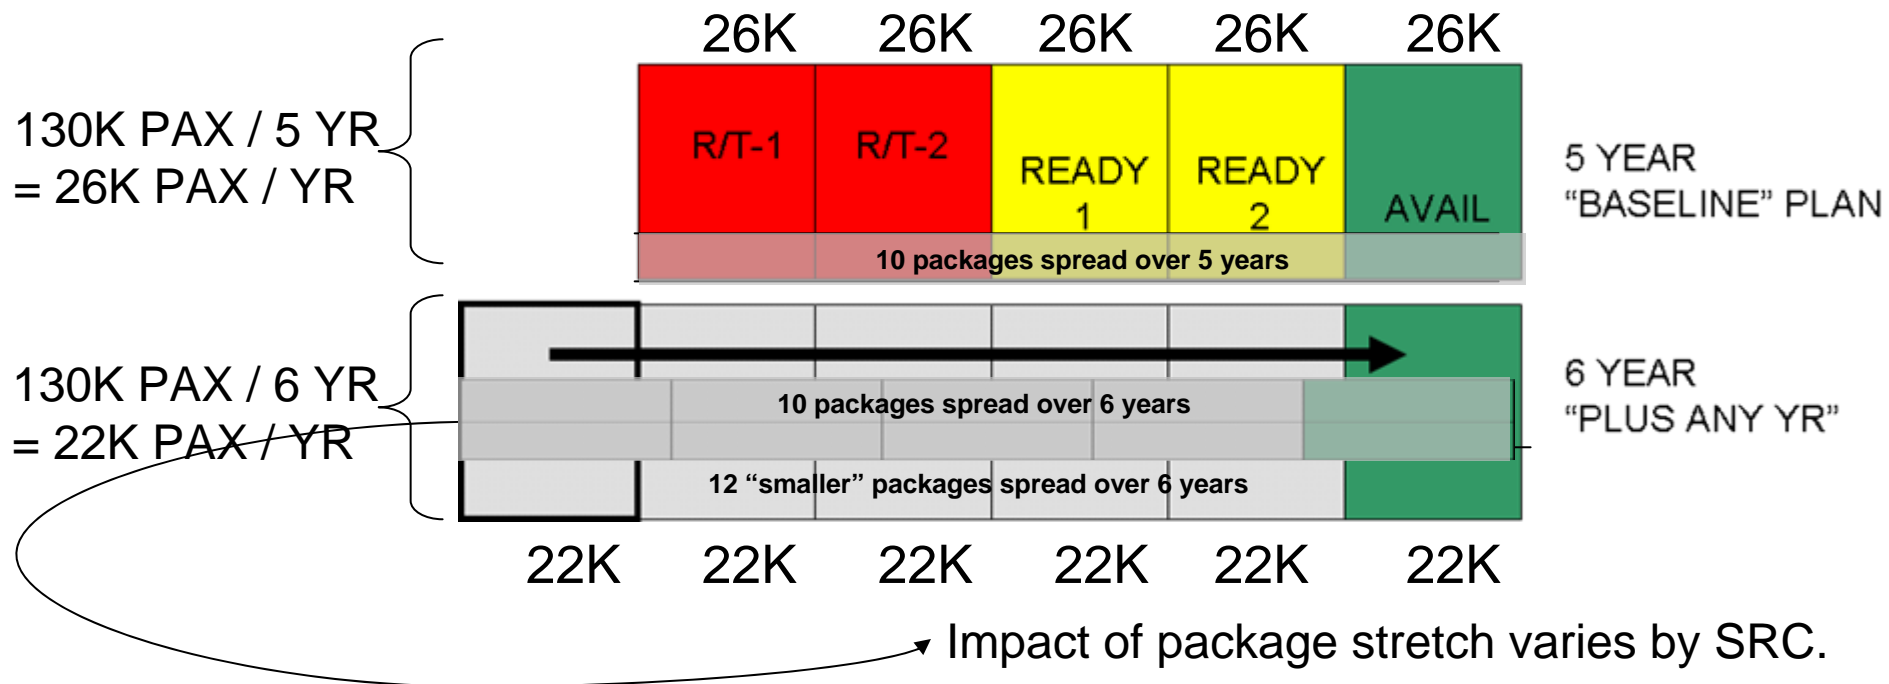 26K 26K 26K 26K 26K
130K PAX / 5 YR
= 26K PAX / YR
R/T-1
R/T-2
READY
1
READY
2
AVAIL
10 packages spread over 5 years
5 YEAR
“BASELINE” PLAN
130K PAX / 6 YR
= 22K PAX / YR
10 packages spread over 6 years
12 “smaller” packages spread over 6 years
6 YEAR
“PLUS ANY YR”
22K 22K 22K 22K 22K 22K
Impact of package stretch varies by SRC.